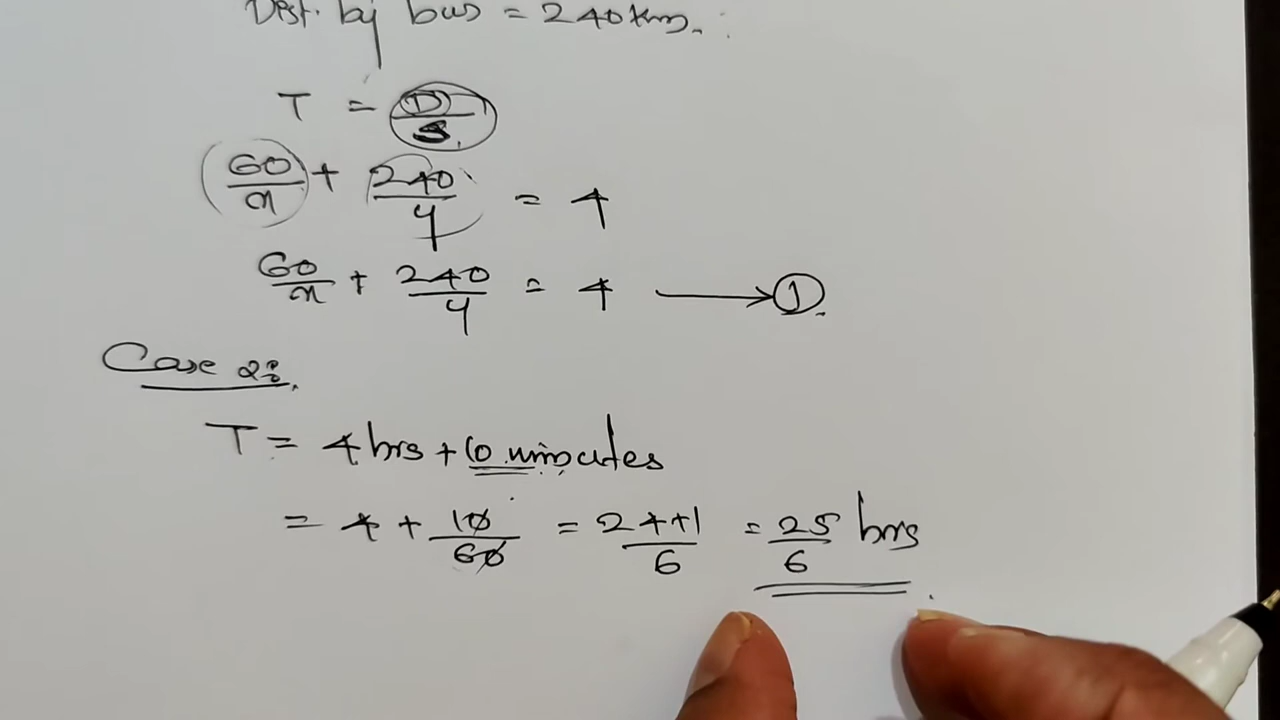 Dist. by bus = 240 kms.
T = D/S
(60/x) + 240/y = 4
60/x + 240/y = 4 → ①.
Case 2:
T = 4 hrs + 10 minutes
= 4 + 10/60 = 24+1/6 = 25/6 hrs